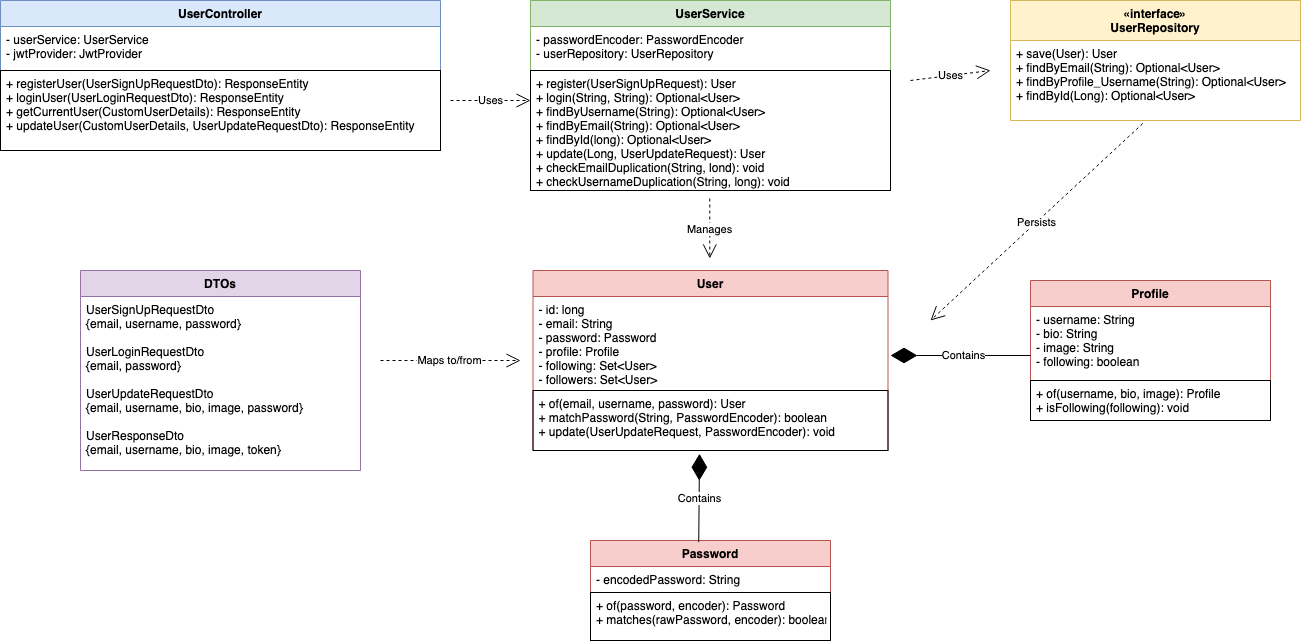 UserController
- userService: UserService
- jwtProvider: JwtProvider
+ registerUser(UserSignUpRequestDto): ResponseEntity
+ loginUser(UserLoginRequestDto): ResponseEntity
+ getCurrentUser(CustomUserDetails): ResponseEntity
+ updateUser(CustomUserDetails, UserUpdateRequestDto): ResponseEntity
Uses
UserService
- passwordEncoder: PasswordEncoder
- userRepository: UserRepository
+ register(UserSignUpRequest): User
+ login(String, String): Optional<User>
+ findByUsername(String): Optional<User>
+ findByEmail(String): Optional<User>
+ findById(long): Optional<User>
+ update(Long, UserUpdateRequest): User
+ checkEmailDuplication(String, lond): void
+ checkUsernameDuplication(String, long): void
Uses
«interface»
UserRepository
+ save(User): User
+ findByEmail(String): Optional<User>
+ findByProfile_Username(String): Optional<User>
+ findById(Long): Optional<User>
Manages
Persists
DTOs
UserSignUpRequestDto
{email, username, password}
UserLoginRequestDto
{email, password}
UserUpdateRequestDto
{email, username, bio, image, password}
UserResponseDto
{email, username, bio, image, token}
Maps to/from
User
- id: long
- email: String
- password: Password
- profile: Profile
- following: Set<User>
- followers: Set<User>
+ of(email, username, password): User
+ matchPassword(String, PasswordEncoder): boolean
+ update(UserUpdateRequest, PasswordEncoder): void
Contains
Profile
- username: String
- bio: String
- image: String
- following: boolean
+ of(username, bio, image): Profile
+ isFollowing(following): void
Contains
Password
- encodedPassword: String
+ of(password, encoder): Password
+ matches(rawPassword, encoder): boolea